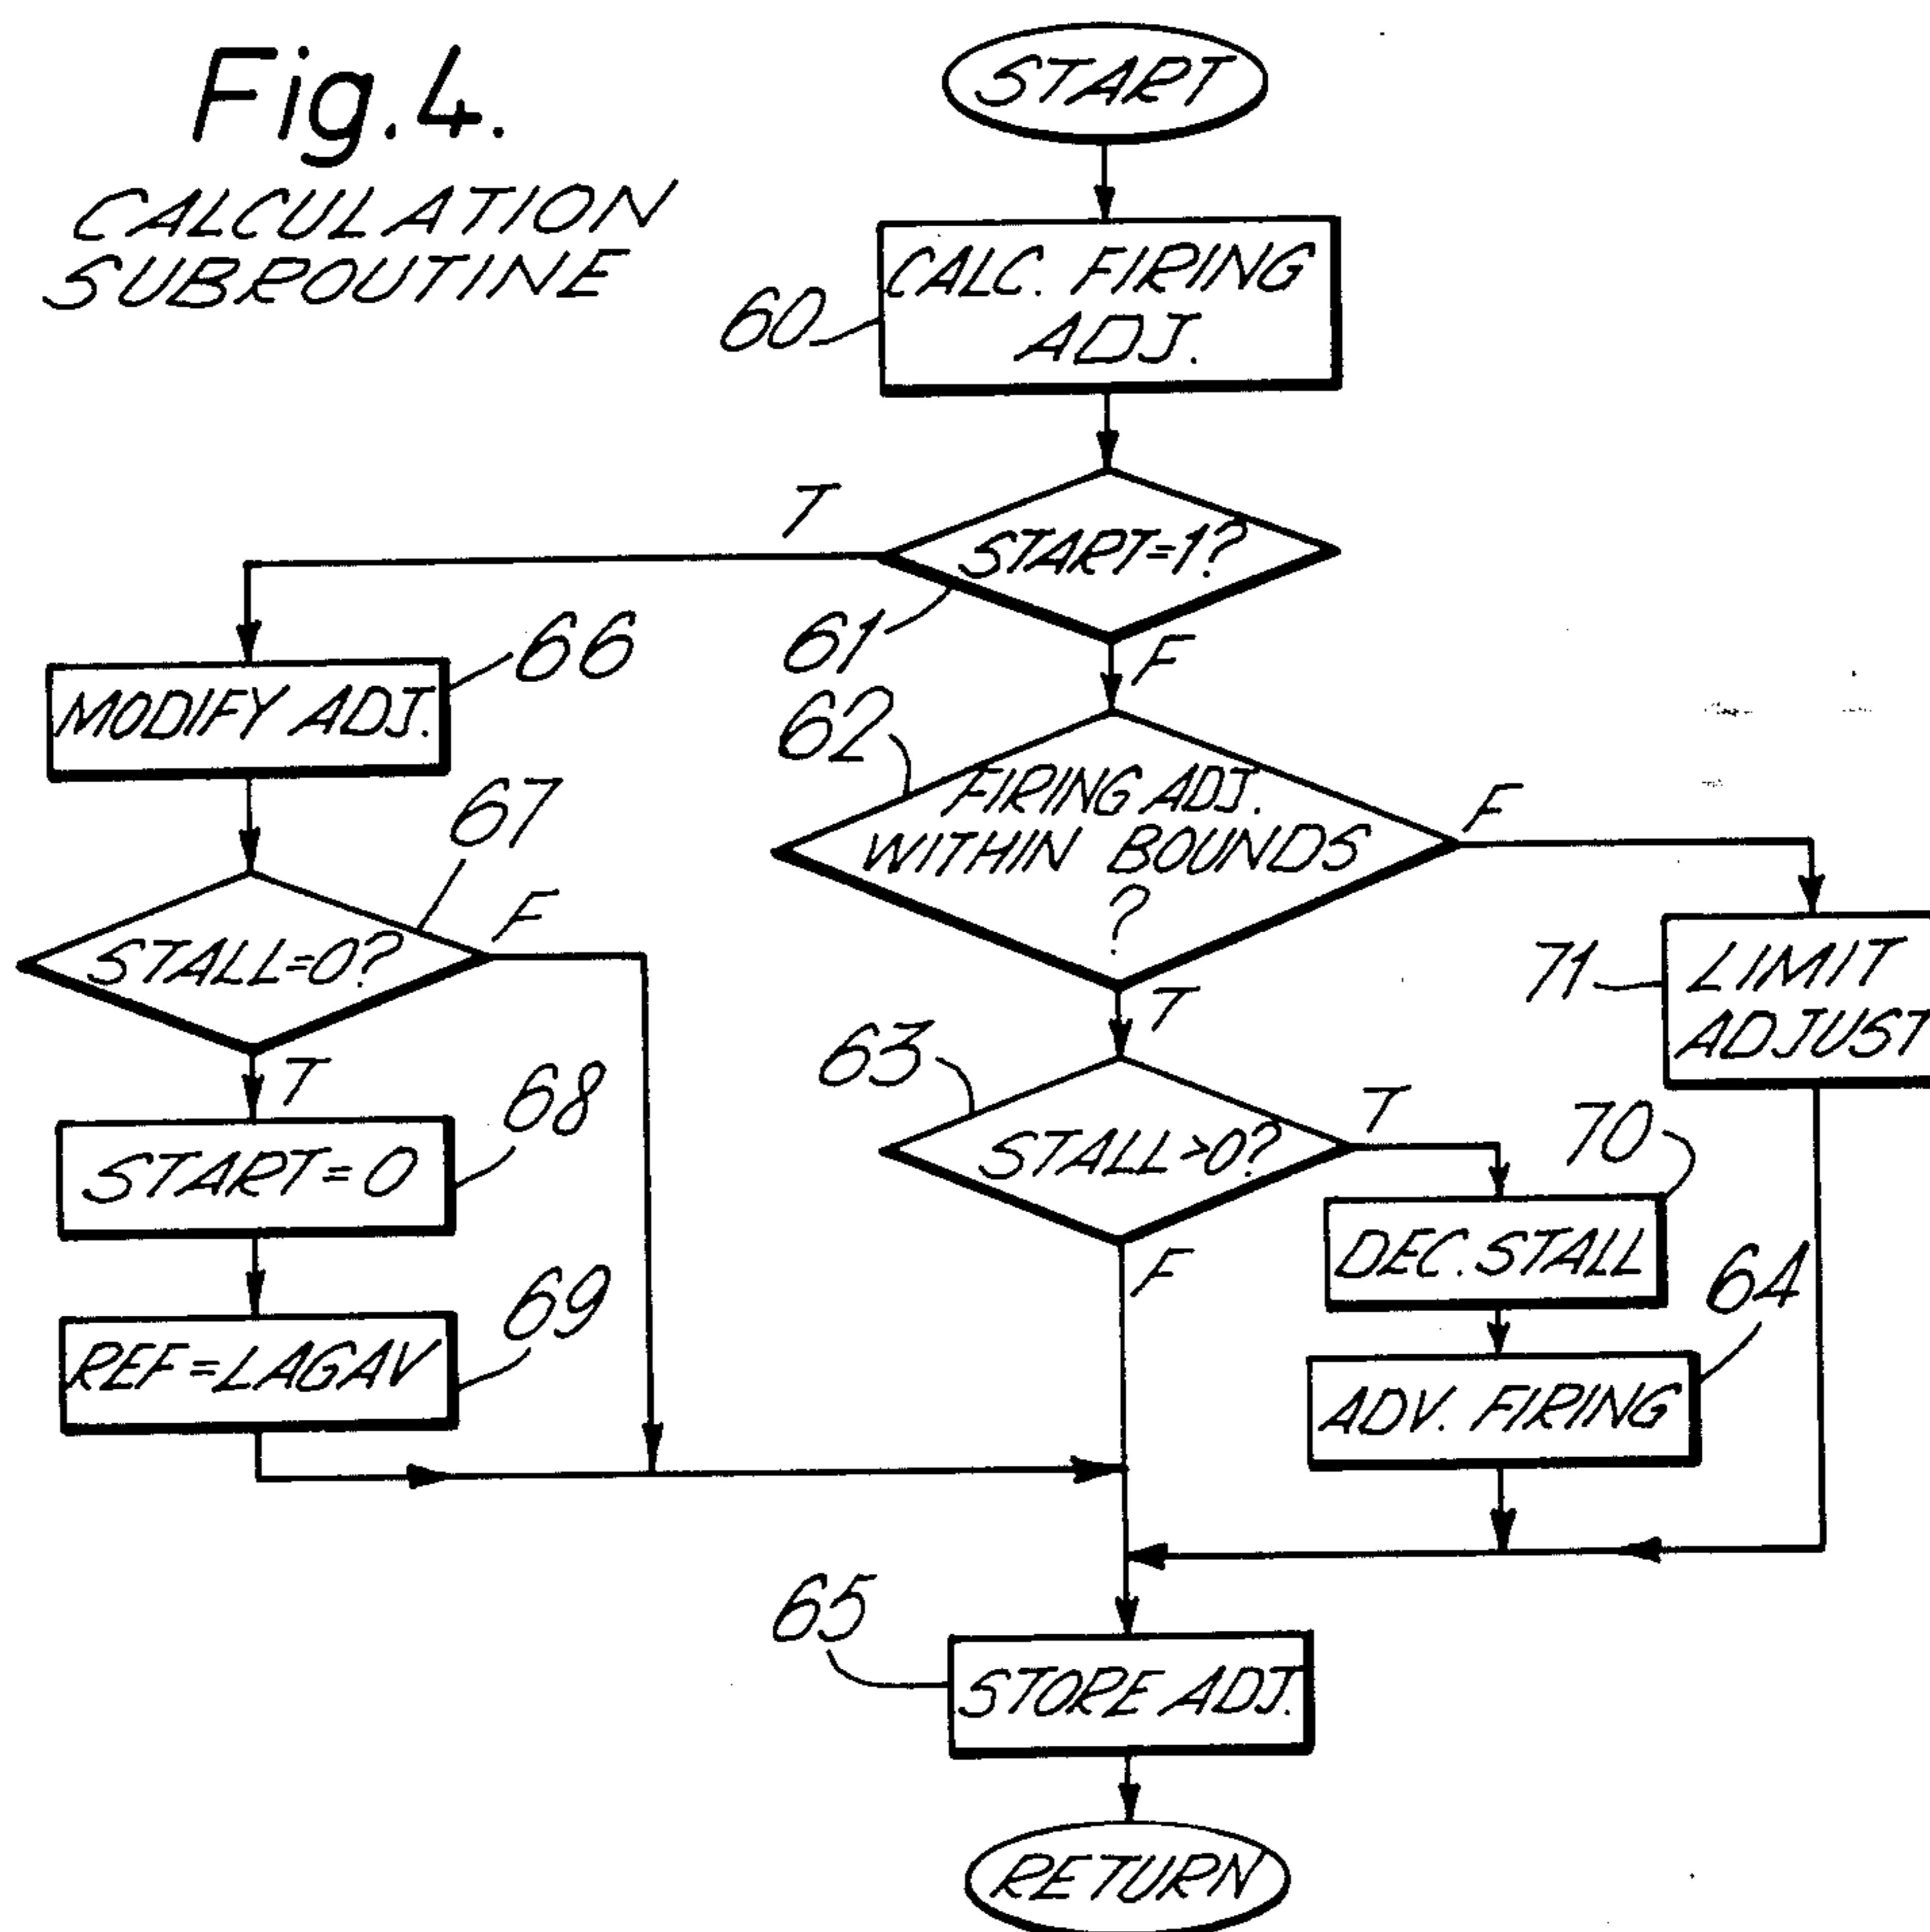 Fig.4.
CALCULATION
SUBROUTINE
START
60
CALC. FIRING
ADJ.
T
START=1?
61
F
66
MODIFY ADJ.
62
FIRING ADJ.
WITHIN BOUNDS
?
F
67
STALL=0?
F
71
LIMIT
ADJUST
T
63
T
68
START=0
STALL>0?
T
70
DEC. STALL
F
64
69
REF=LAGAV
ADV. FIRING
65
STORE ADJ.
RETURN